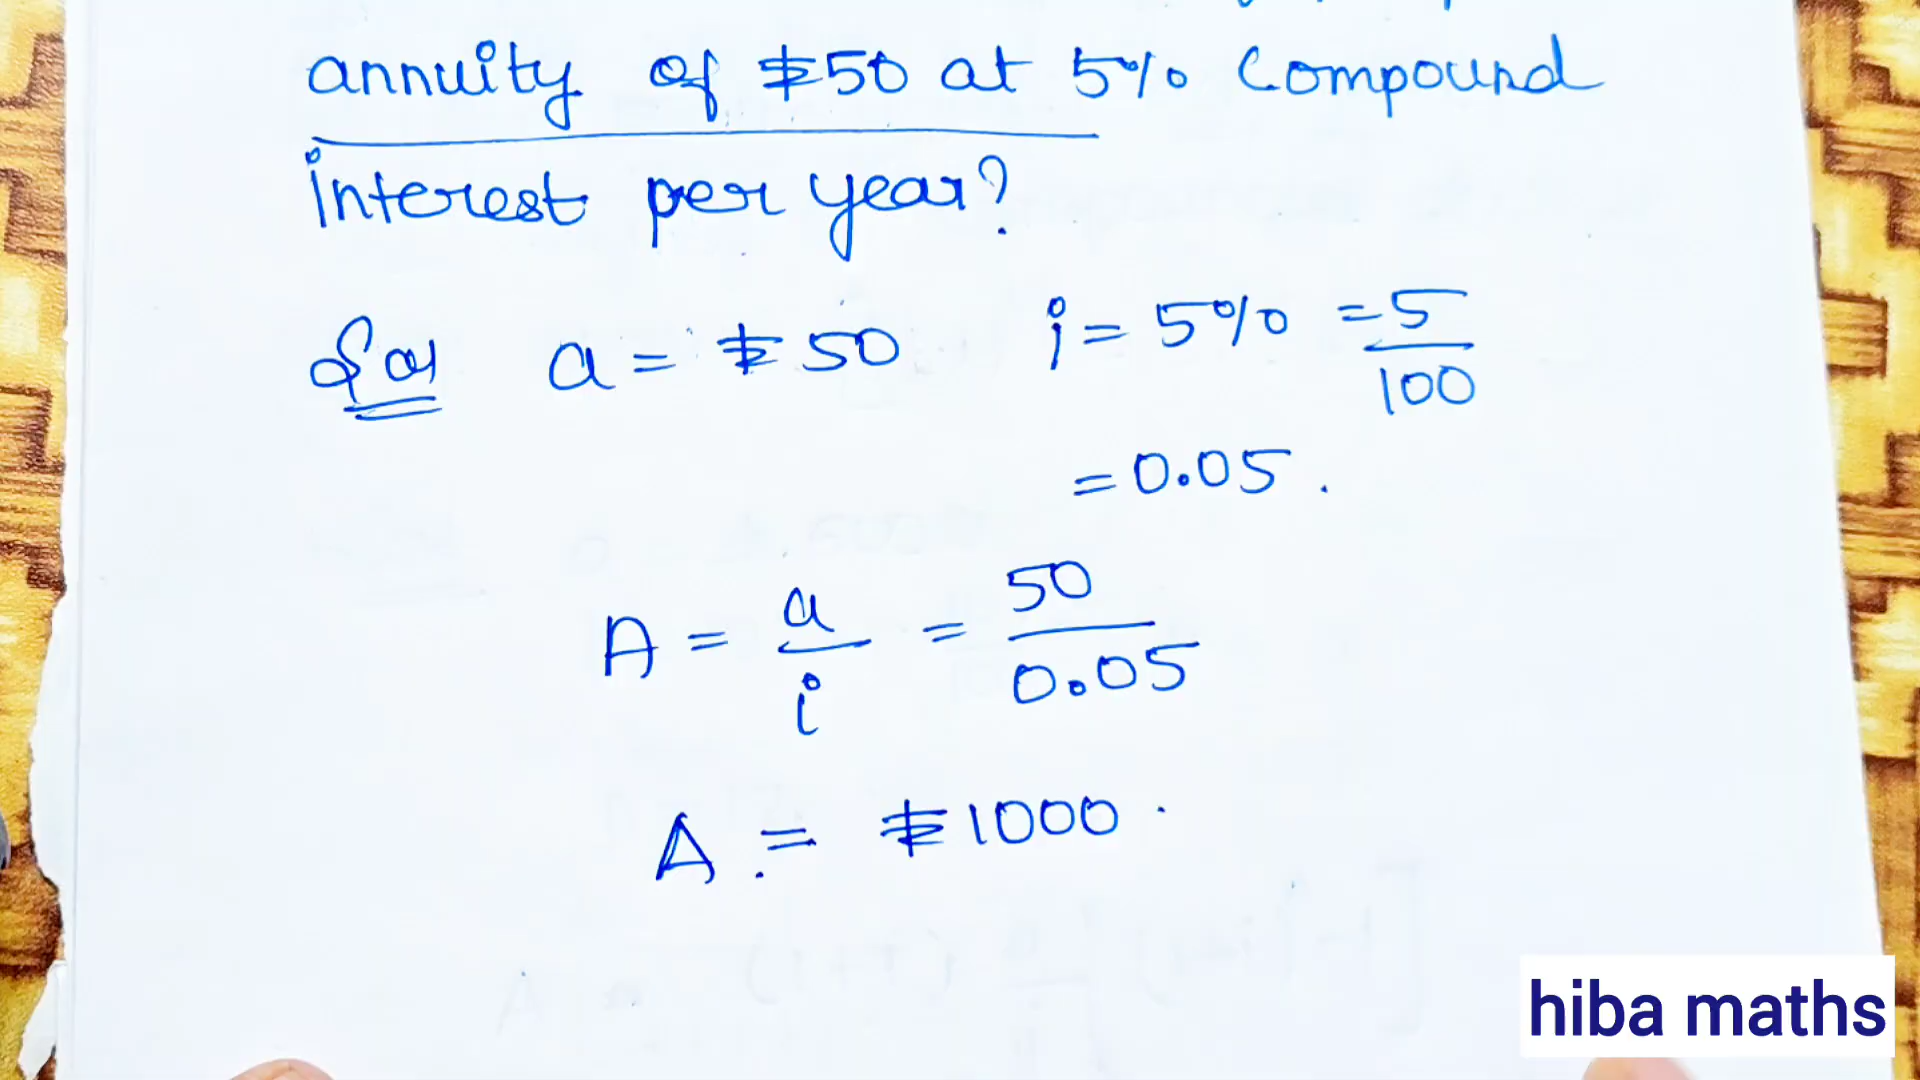 annuity of ₹50 at 5% Compound
interest per year?
Sol a = ₹50 i = 5% = 5/100
= 0.05.
A = a/i = 50/0.05
A = ₹1000.
hiba maths